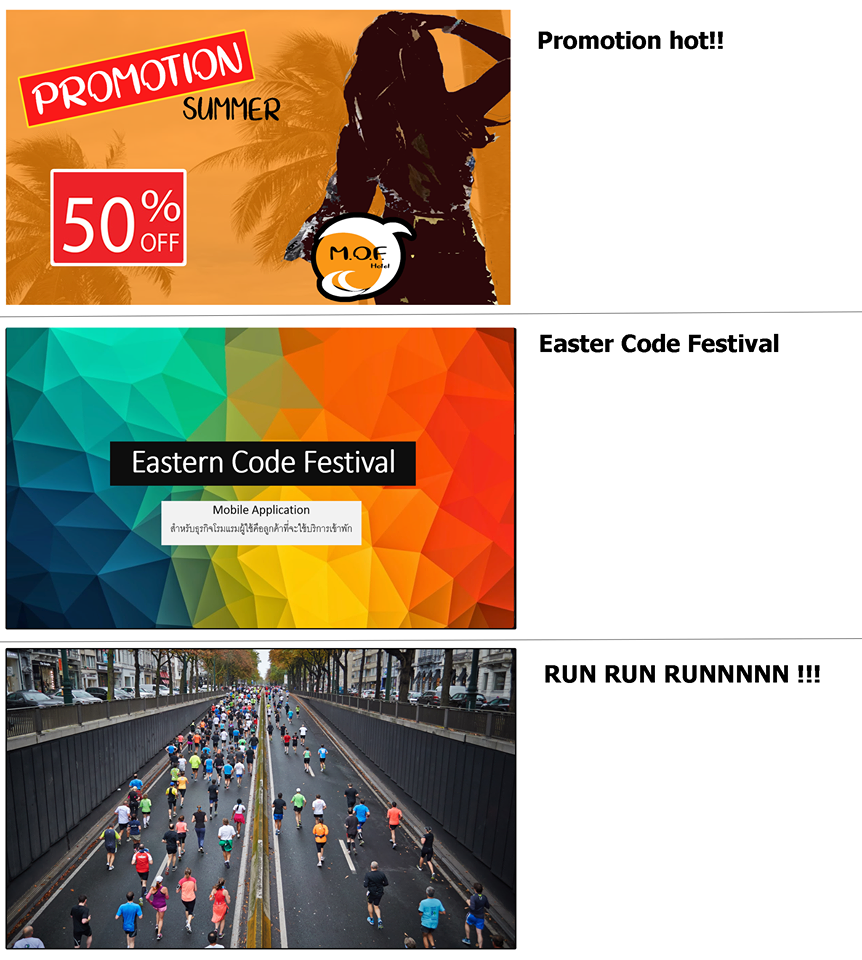 PROMOTION
SUMMER
50%
OFF
M.O.F.
Hotel
Promotion hot!!
Eastern Code Festival
Mobile Application
สำหรับธุรกิจโรมแรมผู้ใช้คือลูกค้าที่จะใช้บริการเข้าพัก
Easter Code Festival
RUN RUN RUNNNNN !!!